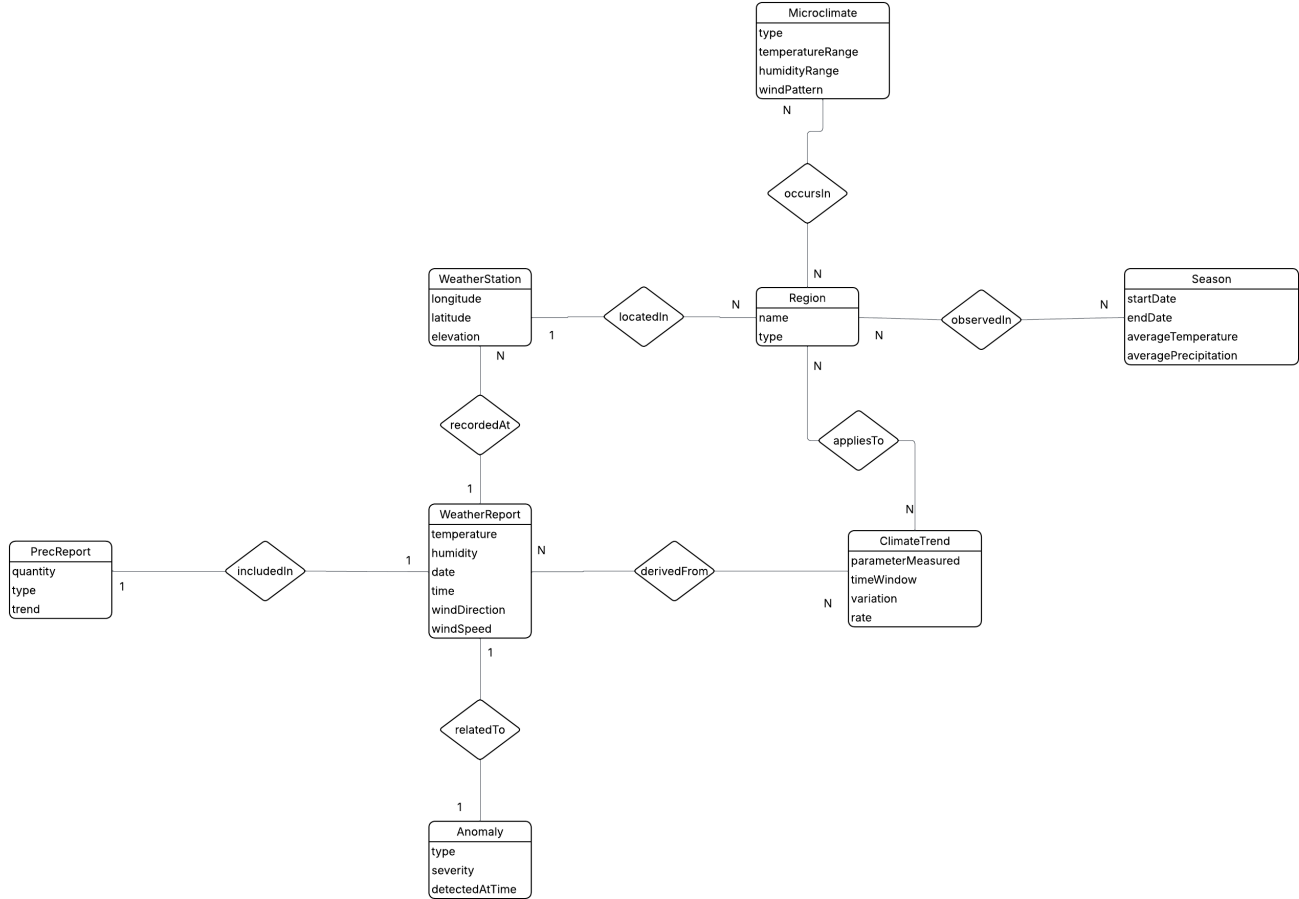 Microclimate
type
temperatureRange
humidityRange
windPattern
N
occursIn
N
WeatherStation
longitude
latitude
elevation
1
locatedIn
N
Region
name
type
N
observedIn
N
Season
startDate
endDate
averageTemperature
averagePrecipitation
N
recordedAt
1
N
appliesTo
N
PrecReport
quantity
type
trend
1
includedIn
1
WeatherReport
temperature
humidity
date
time
windDirection
windSpeed
N
derivedFrom
N
ClimateTrend
parameterMeasured
timeWindow
variation
rate
1
relatedTo
1
Anomaly
type
severity
detectedAtTime